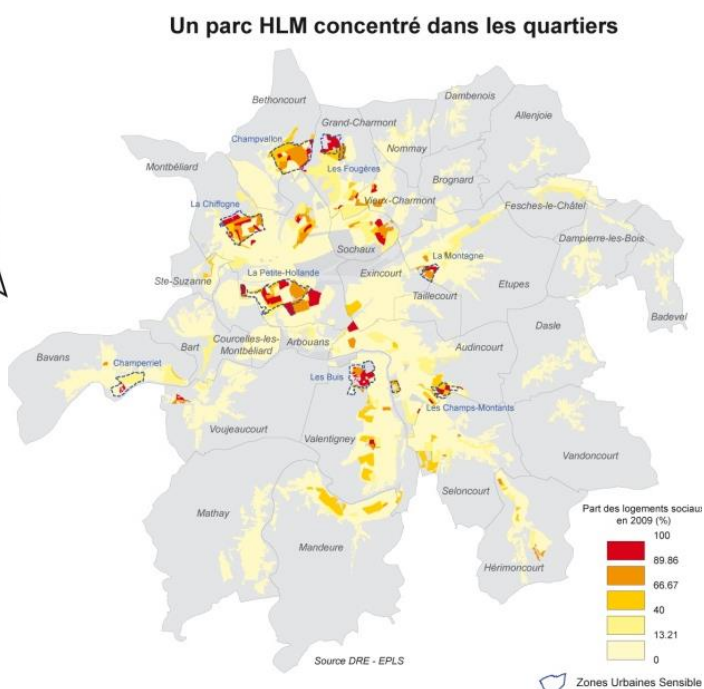 Un parc HLM concentré dans les quartiers
Bethoncourt
Dambenois
Grand-Charmont
Allenjoie
Champvallon
Nommay
Montbéliard
Les Fougères
Brognard
La Chiffogne
Vieux-Charmont
Fesches-le-Châtel
Dampierre-les-Bois
Sochaux
La Montagne
Ste-Suzanne
La Petite-Hollande
Exincourt
Etupes
Taillecourt
Badevel
Dasle
Bavans
Champerriet
Bart
Courcelles-les-
Montbéliard
Arbouans
Audincourt
Les Buis
Les Champs-Montants
Voujeaucourt
Valentigney
Vandoncourt
Seloncourt
Mathay
Mandeure
Hérimoncourt
Part des logements sociaux
en 2009 (%)
100
89.86
66.67
40
13.21
0
Source DRE - EPLS
Zones Urbaines Sensible